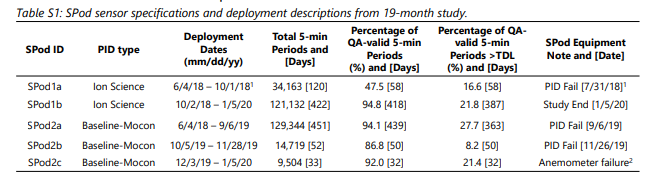 Table S1: SPod sensor specifications and deployment descriptions from 19-month study.
SPod ID PID type Deployment Dates (mm/dd/yy) Total 5-min Periods and [Days] Percentage of QA-valid 5-min Periods (%) and [Days] Percentage of QA-valid 5-min Periods >TDL (%) and [Days] SPod Equipment Note and [Date]
SPod1a Ion Science 6/4/18 – 10/1/18¹ 34,163 [120] 47.5 [58] 16.6 [58] PID Fail [7/31/18]¹
SPod1b Ion Science 10/2/18 – 1/5/20 121,132 [422] 94.8 [418] 21.8 [387] Study End [1/5/20]
SPod2a Baseline-Mocon 6/4/18 – 9/6/19 129,344 [451] 94.1 [439] 27.7 [363] PID Fail [9/6/19]
SPod2b Baseline-Mocon 10/5/19 – 11/28/19 14,719 [52] 86.8 [50] 8.2 [50] PID Fail [11/26/19]
SPod2c Baseline-Mocon 12/3/19 – 1/5/20 9,504 [33] 92.0 [32] 21.4 [32] Anemometer failure²